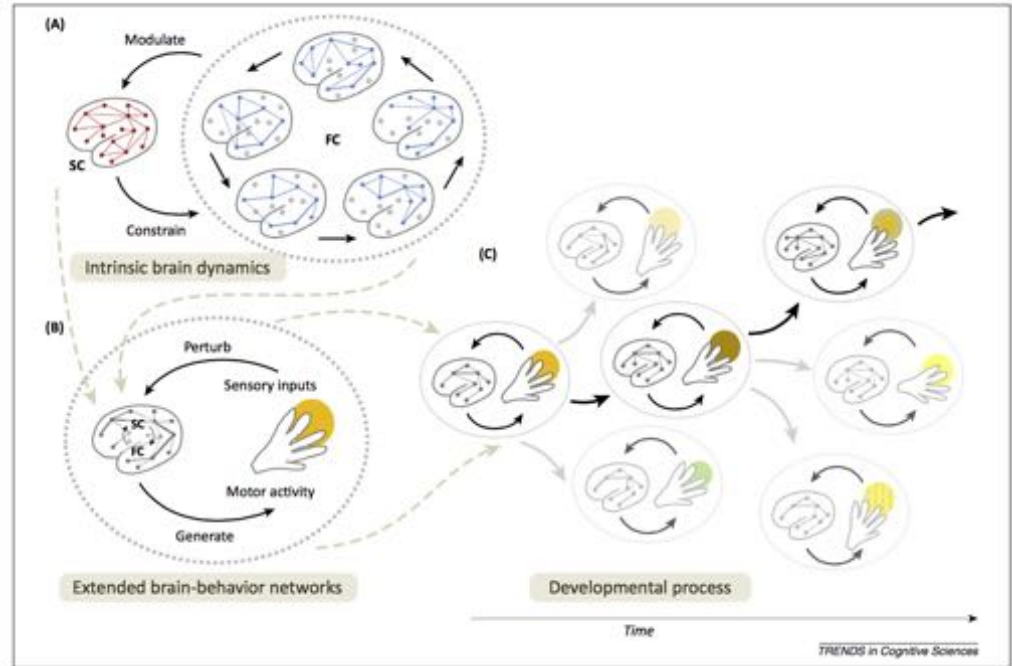 (A)
Modulate
SC
FC
Constrain
Intrinsic brain dynamics
(B)
Perturb
Sensory inputs
SC
FC
Motor activity
Generate
Extended brain-behavior networks
(C)
Developmental process
Time
TRENDS in Cognitive Sciences